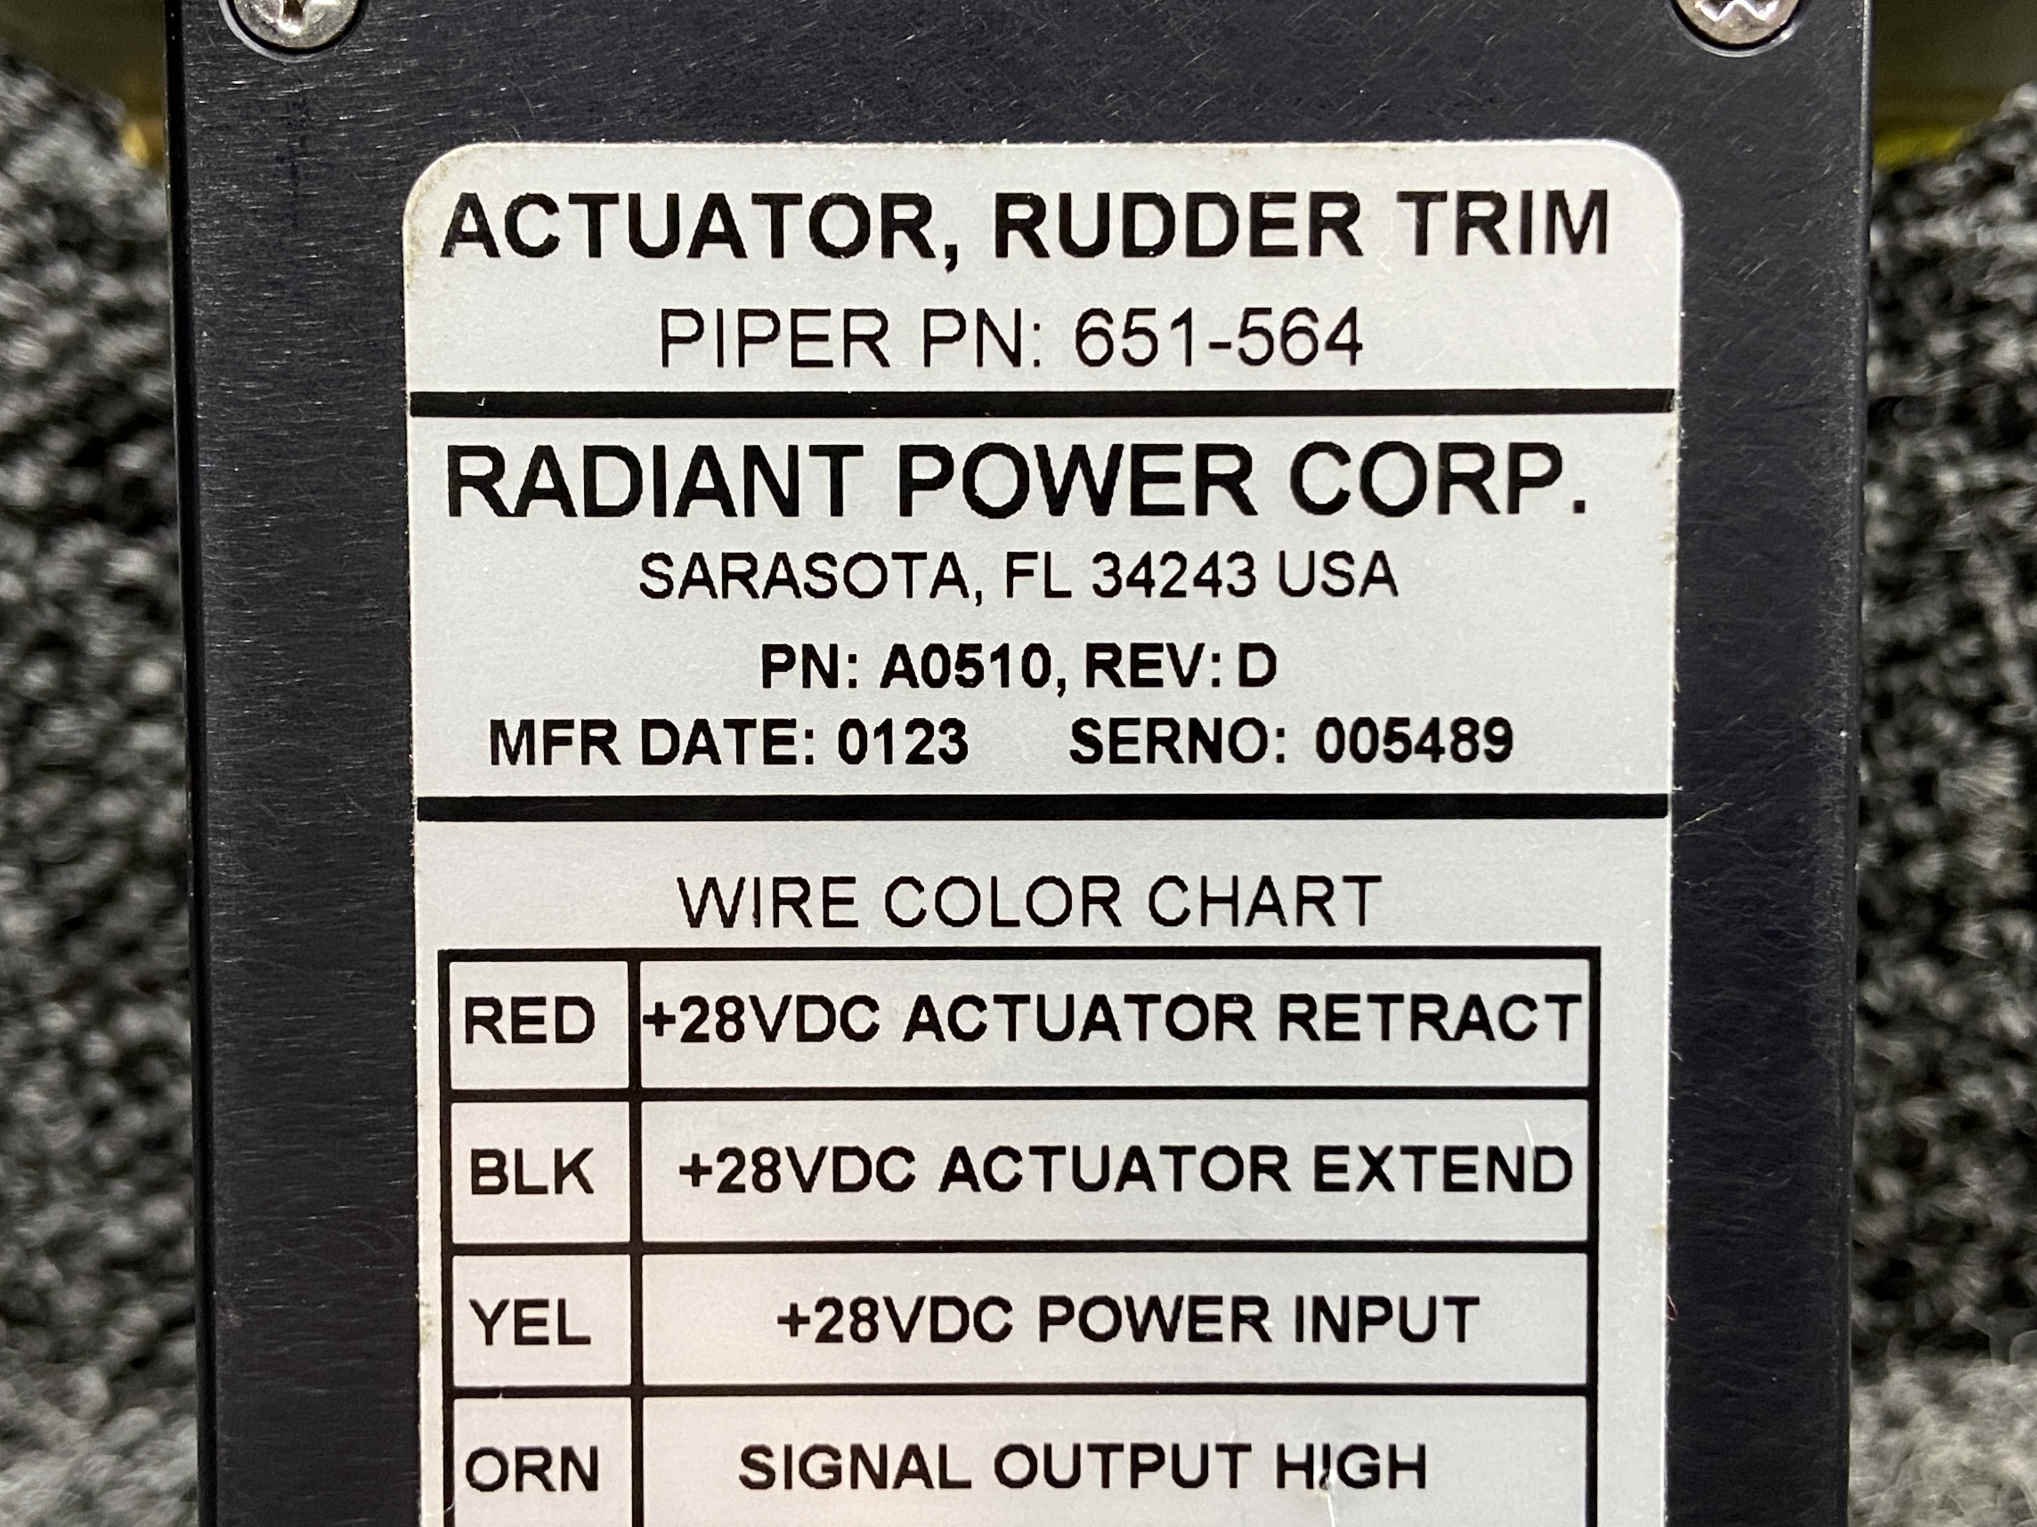 ACTUATOR, RUDDER TRIM
PIPER PN: 651-564
RADIANT POWER CORP.
SARASOTA, FL 34243 USA
PN: A0510, REV: D
MFR DATE: 0123 SERNO: 005489
WIRE COLOR CHART
RED +28VDC ACTUATOR RETRACT
BLK +28VDC ACTUATOR EXTEND
YEL +28VDC POWER INPUT
ORN SIGNAL OUTPUT HIGH